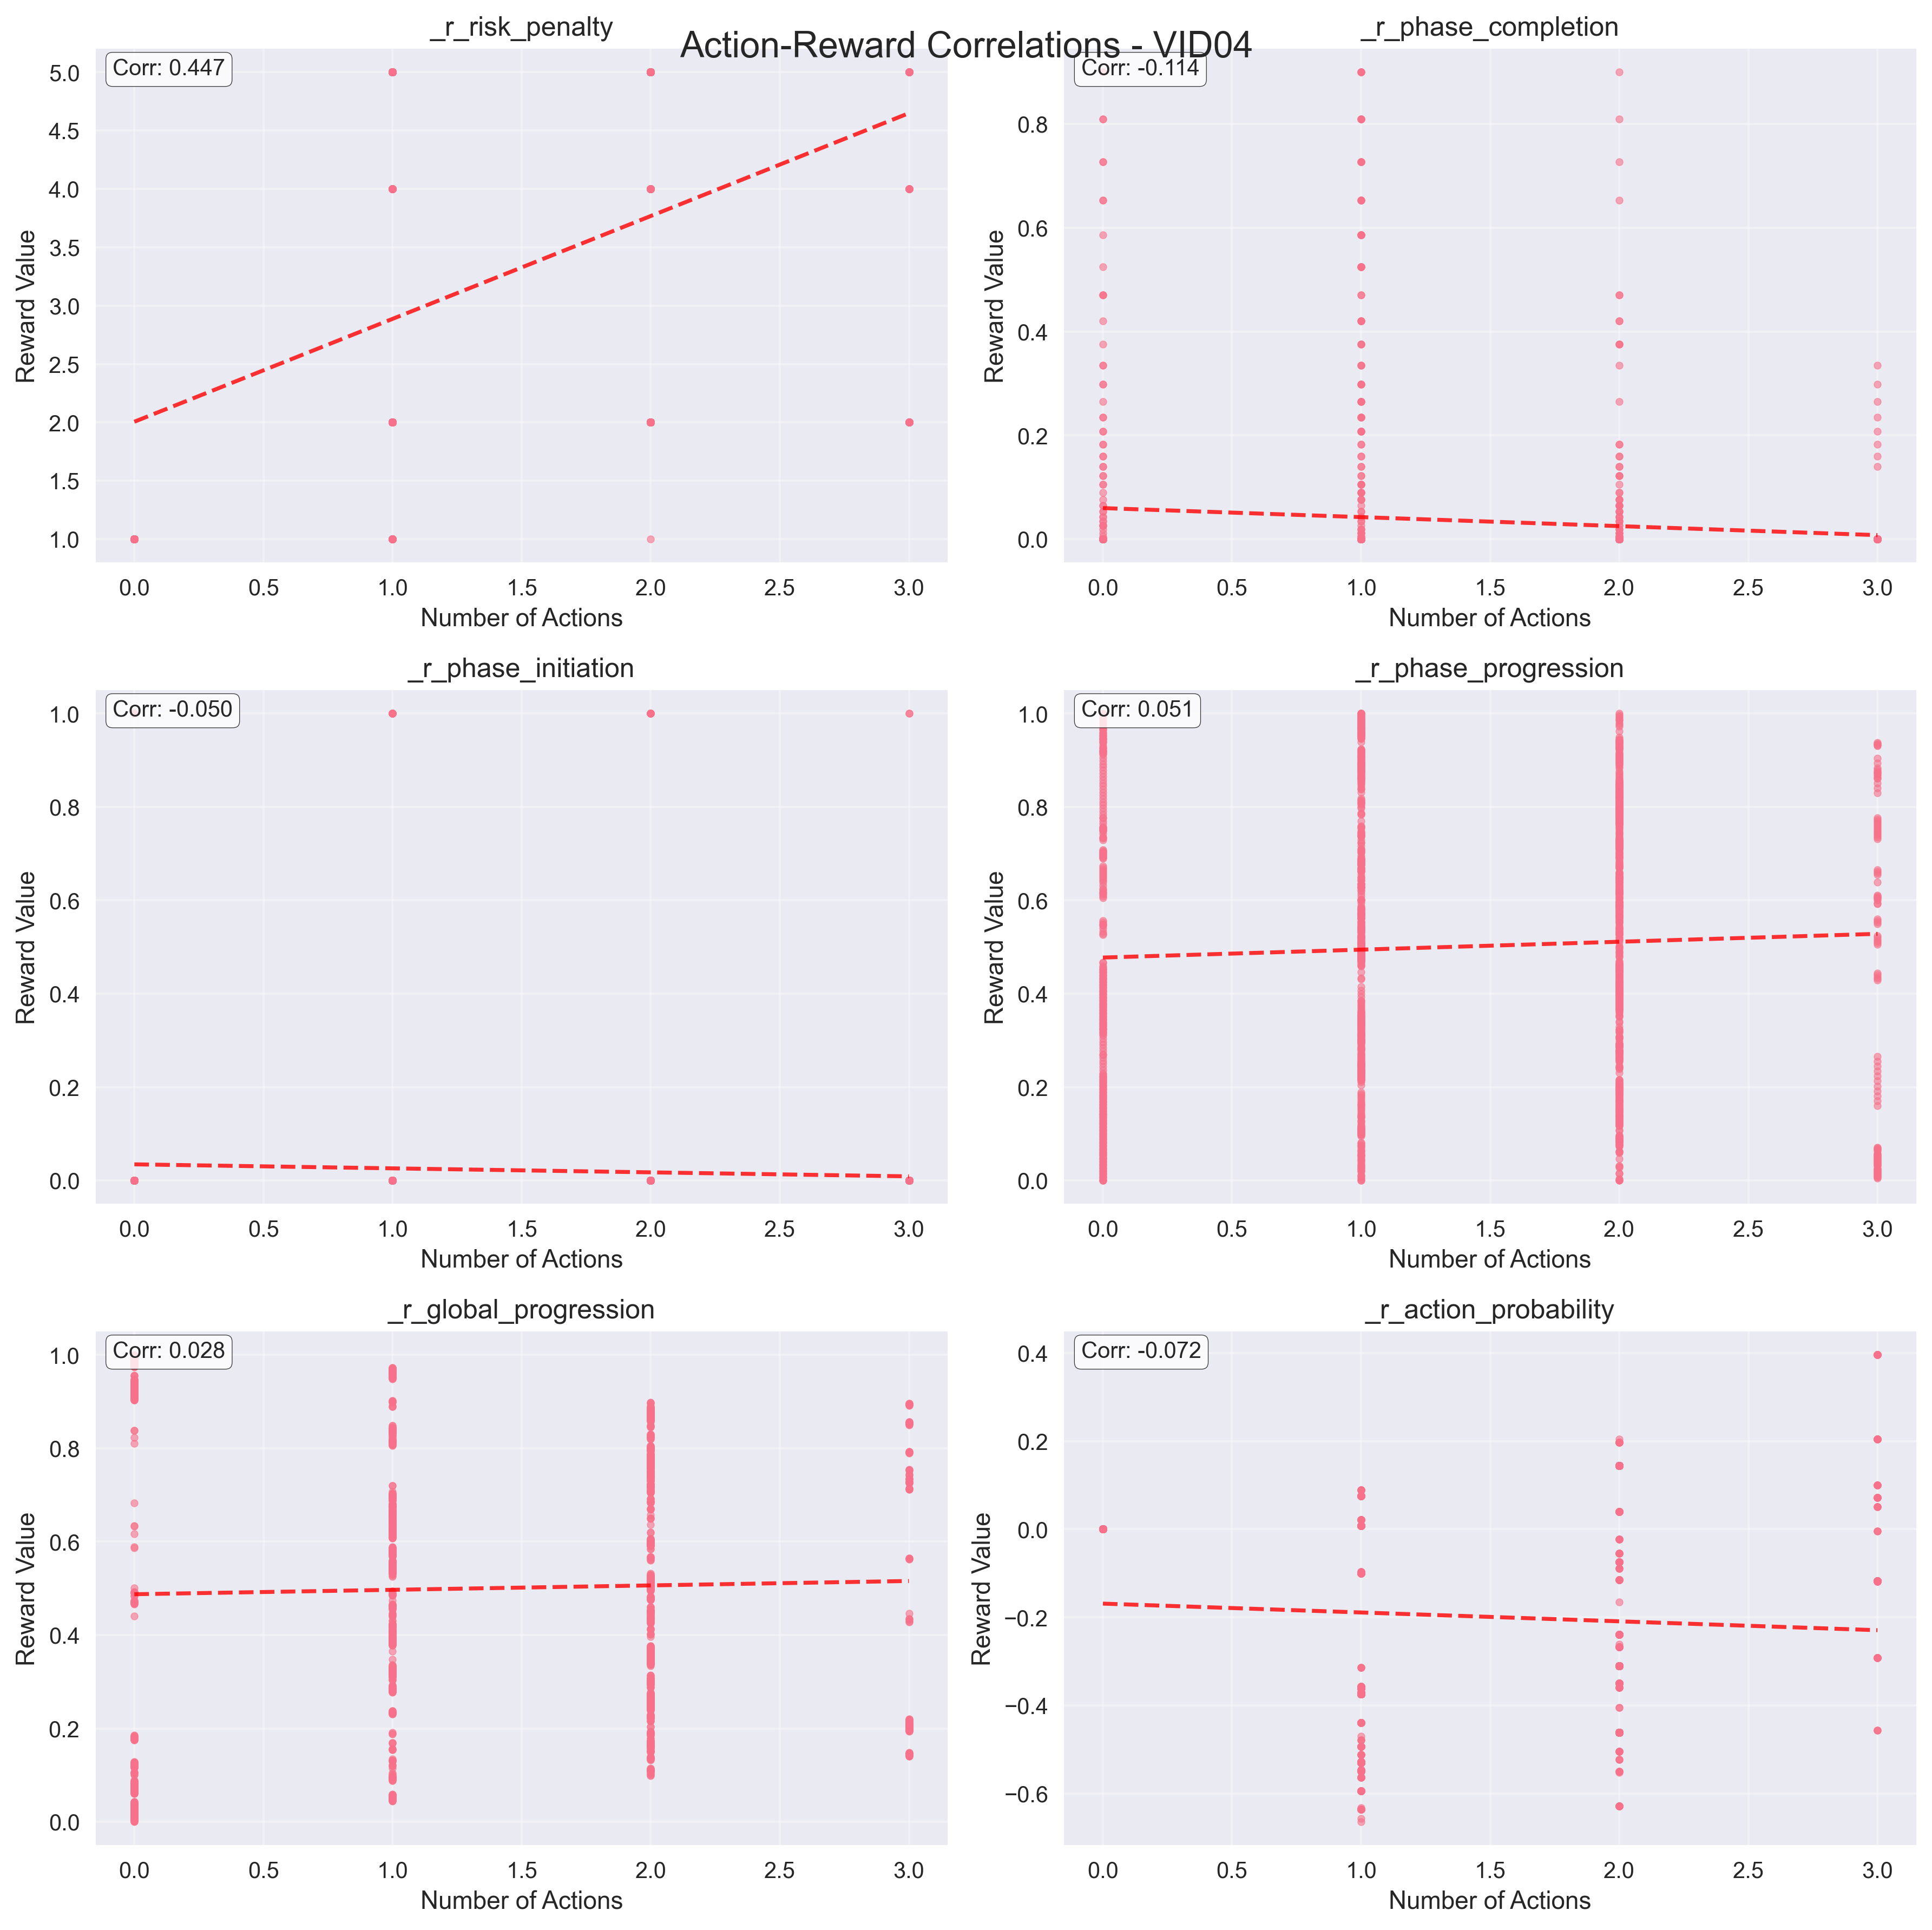 Action-Reward Correlations - VID04
_r_risk_penalty
Corr: 0.447
Reward Value
5.0
4.5
4.0
3.5
3.0
2.5
2.0
1.5
1.0
0.0 0.5 1.0 1.5 2.0 2.5 3.0
Number of Actions
_r_phase_completion
Corr: -0.114
Reward Value
0.8
0.6
0.4
0.2
0.0
0.0 0.5 1.0 1.5 2.0 2.5 3.0
Number of Actions
_r_phase_initiation
Corr: -0.050
Reward Value
1.0
0.8
0.6
0.4
0.2
0.0
0.0 0.5 1.0 1.5 2.0 2.5 3.0
Number of Actions
_r_phase_progression
Corr: 0.051
Reward Value
1.0
0.8
0.6
0.4
0.2
0.0
0.0 0.5 1.0 1.5 2.0 2.5 3.0
Number of Actions
_r_global_progression
Corr: 0.028
Reward Value
1.0
0.8
0.6
0.4
0.2
0.0
0.0 0.5 1.0 1.5 2.0 2.5 3.0
Number of Actions
_r_action_probability
Corr: -0.072
Reward Value
0.4
0.2
0.0
−0.2
−0.4
−0.6
0.0 0.5 1.0 1.5 2.0 2.5 3.0
Number of Actions